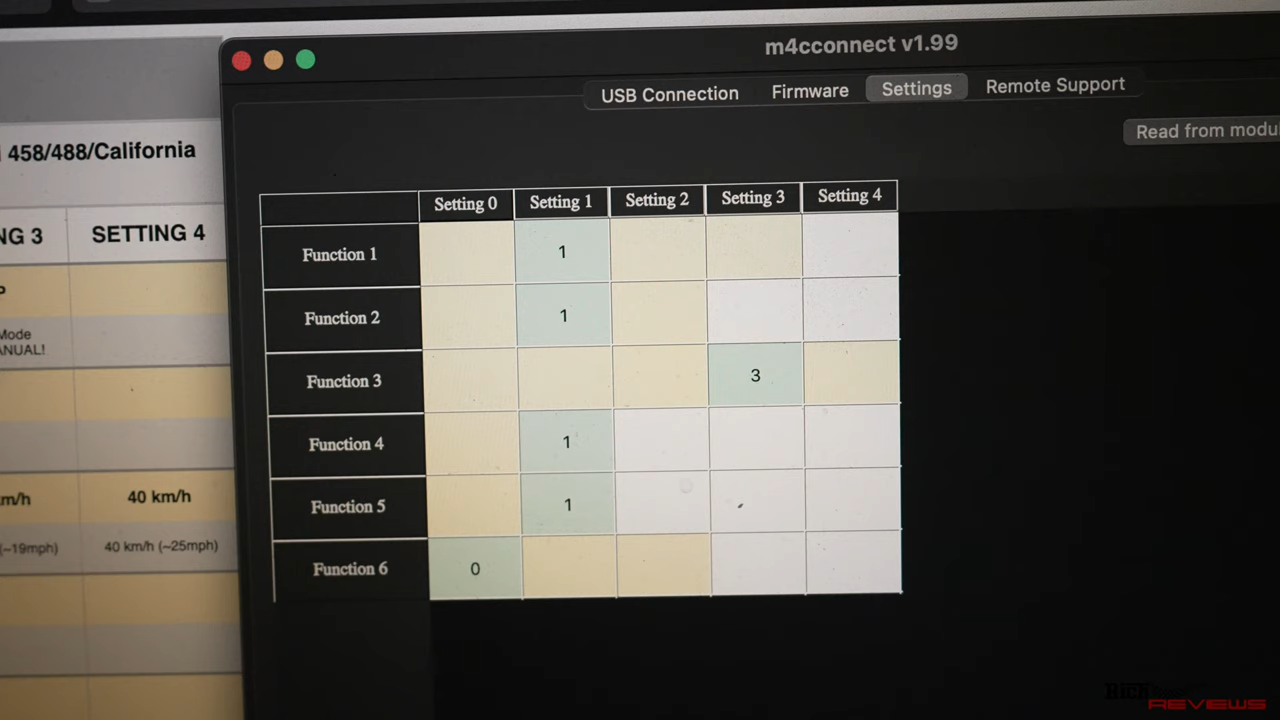 m4cconnect v1.99
USB Connection Firmware Settings Remote Support
Read from modu
458/488/California
NG 3 SETTING 4
P
Mode
ANUAL!
m/h 40 km/h
(~19mph) 40 km/h (~25mph)
Setting 0 Setting 1 Setting 2 Setting 3 Setting 4
Function 1 1
Function 2 1
Function 3 3
Function 4 1
Function 5 1
Function 6 0
REVIEWS